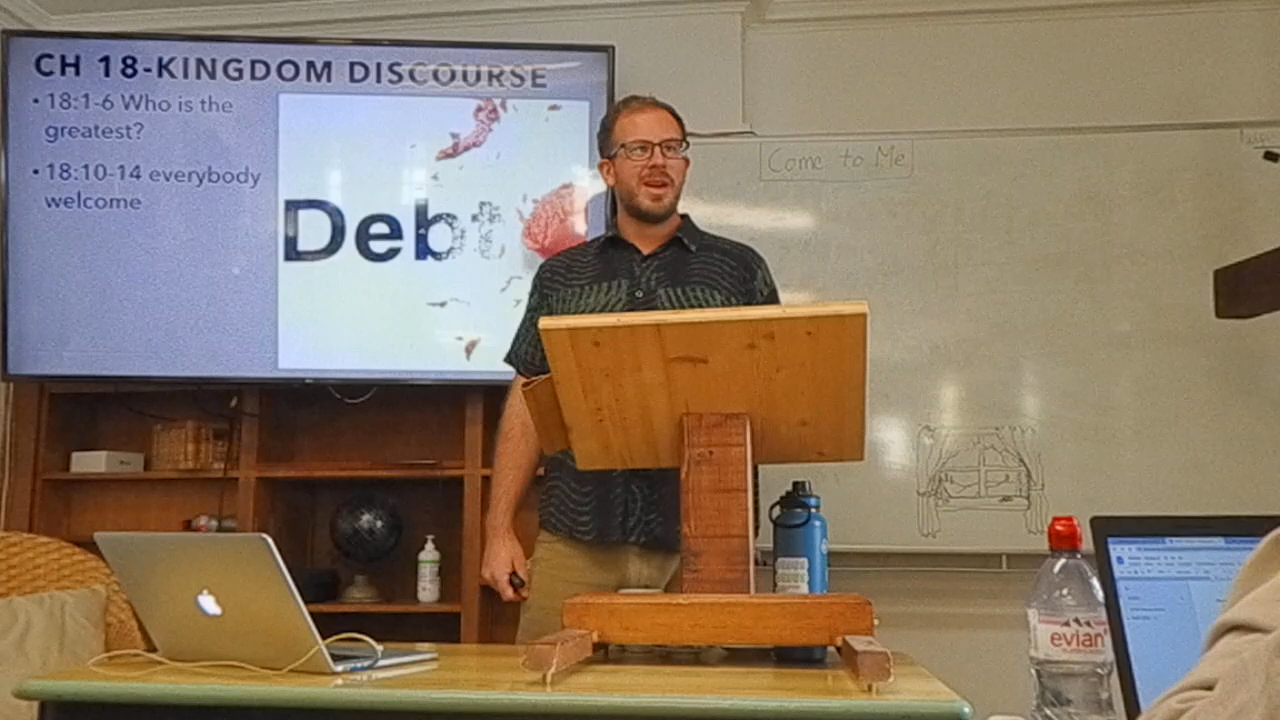 CH 18-KINGDOM DISCOURSE
• 18:1-6 Who is the
greatest?
• 18:10-14 everybody
welcome
Debt
Come to Me
evian